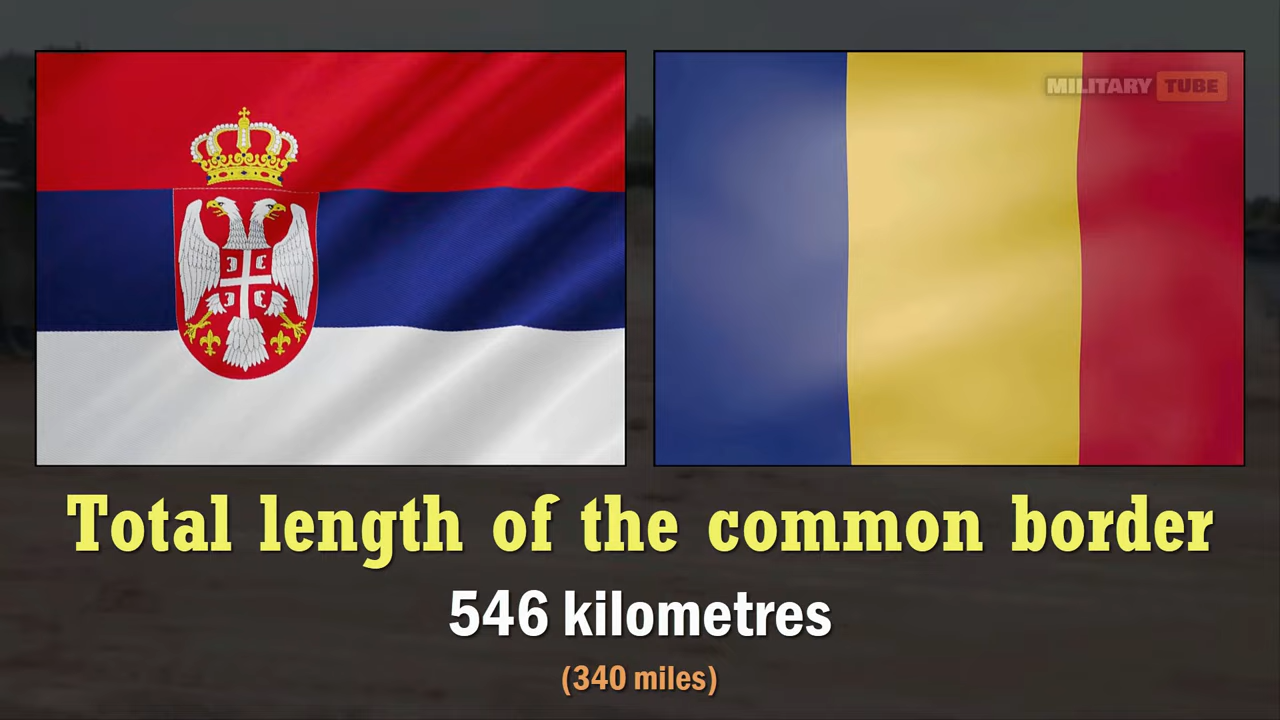 MILITARY TUBE
Total length of the common border
546 kilometres
(340 miles)